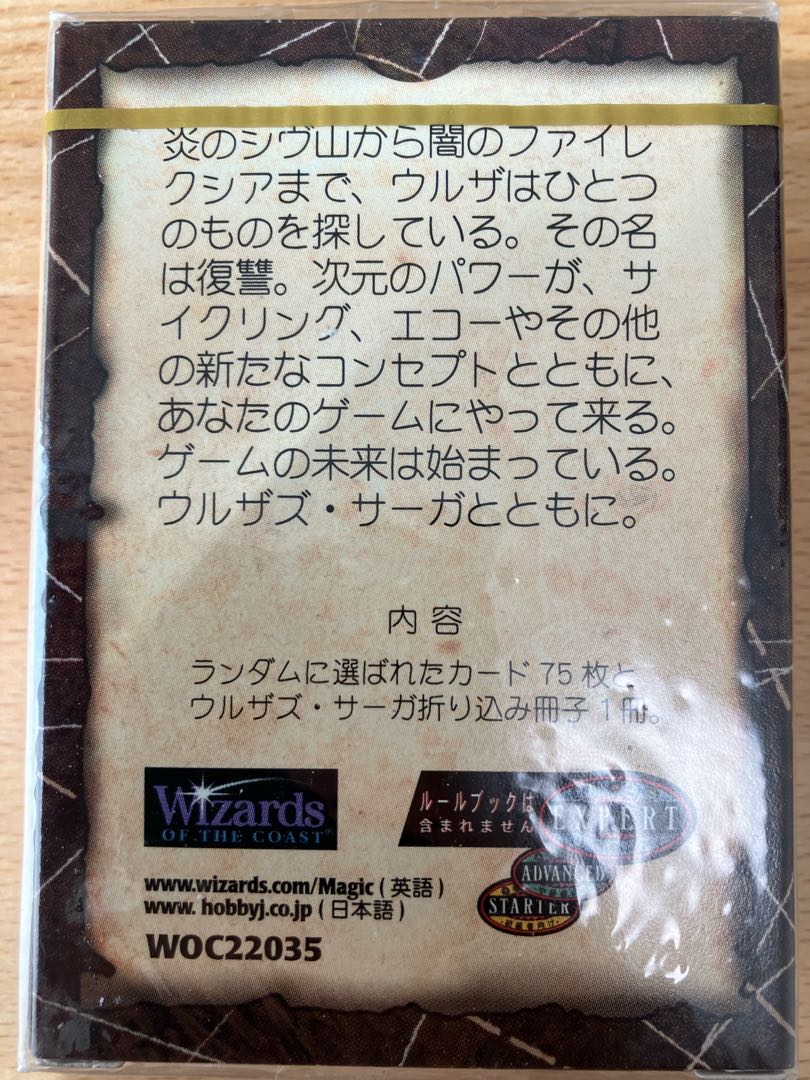 炎のシヴ山から闇のファイレ
クシアまで、ウルザはひとつ
のものを探している。その名
は復讐。次元のパワーが、サ
イクリング、エコーやその他
の新たなコンセプトとともに、
あなたのゲームにやって来る。
ゲームの未来は始まっている。
ウルザズ・サーガとともに。
内 容
ランダムに選ばれたカード 75 枚と
ウルザズ・サーガ折り込み冊子 1 冊。
Wizards
OF THE COAST®
ルールブックは
含まれません
EXPERT
ADVANCED
STARTER
www.wizards.com/Magic ( 英語 )
www. hobbyj.co.jp ( 日本語 )
WOC22035